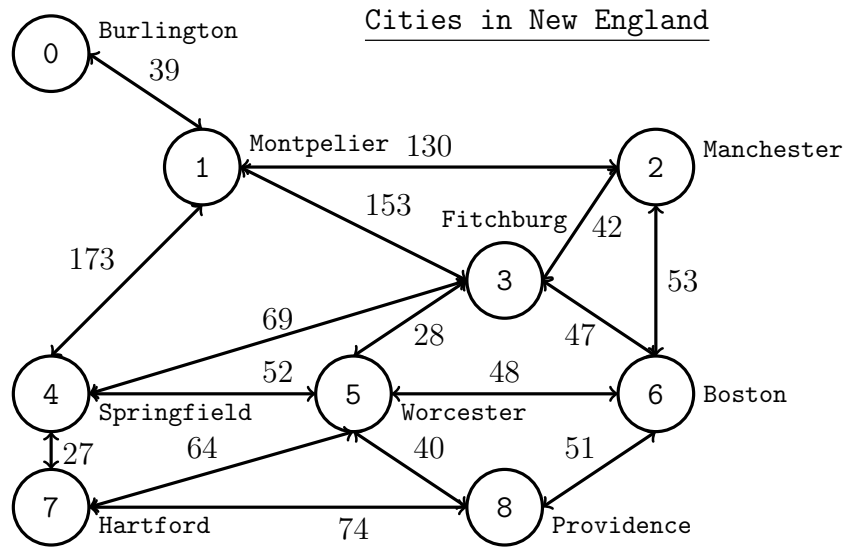 Cities in New England
Burlington
0
39
Montpelier
130
Manchester
1
2
153
Fitchburg
42
173
3
53
69
28
47
52
48
4
5
6
Boston
Springfield
Worcester
27
64
40
51
7
8
Hartford
74
Providence